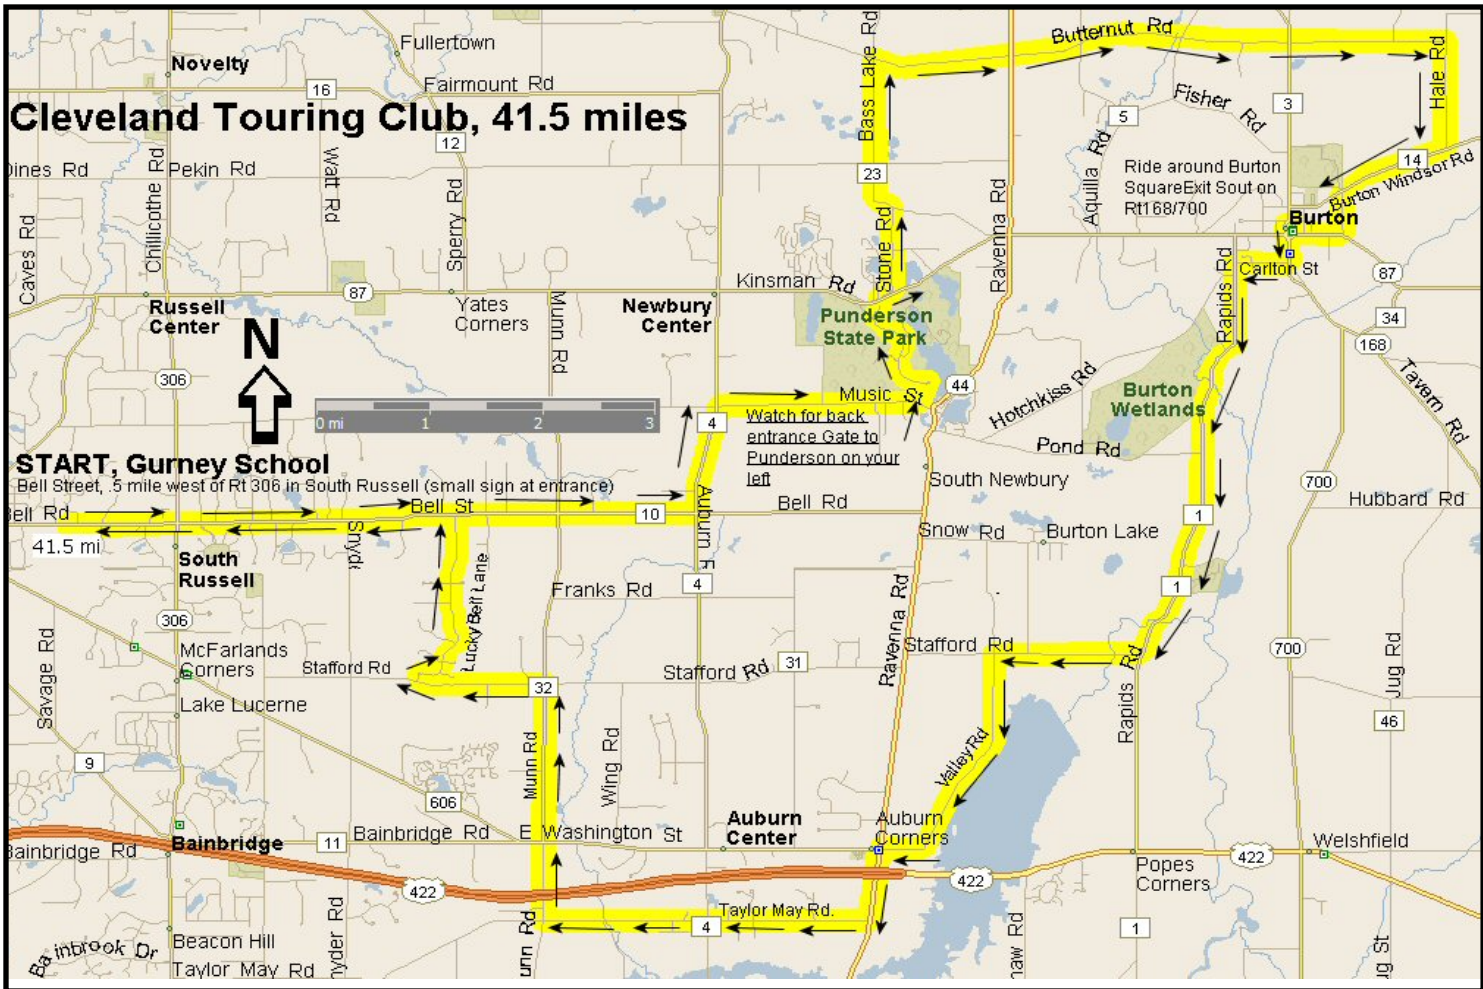 Butternut Rd
Bass Lake Rd
Fullertown
Novelty
16
Fairmount Rd
3
Hale Rd
Fisher Rd
5
Cleveland Touring Club, 41.5 miles
12
Ride around Burton
SquareExit Sout on
Rt168/700
14
Burton Windsor Rd
Dines Rd
Pekin Rd
Watt Rd
Sperry Rd
23
Stone Rd
Ravenna Rd
Aquilla Rd
Burton
Caves Rd
Chillicothe Rd
Carlton St
87
Kinsman Rd
87
Yates
Corners
Russell
Center
Newbury
Center
Punderson
State Park
Rapids Rd
34
168
N
Munn Rd
306
44
Music St
Hotchkiss Rd
Burton
Wetlands
Tavern Rd
0 mi 1 2 3
4
Watch for back
entrance Gate to
Punderson on your
left
Pond Rd
START, Gurney School
Bell Street, .5 mile west of Rt 306 in South Russell (small sign at entrance)
South Newbury
700
Hubbard Rd
Bell Rd
Bell St
10
Auburn R
Bell Rd
1
41.5 mi
Snyd
Snow Rd
Burton Lake
South
Russell
Lucky Bell Lane
Franks Rd
4
1
306
McFarlands
Corners
Stafford Rd
Stafford Rd
31
Ravenna Rd
Stafford Rd
Rapids Rd
700
Jug Rd
Savage Rd
32
Lake Lucerne
46
9
Munn Rd
Wing Rd
Valley Rd
606
Bainbridge Rd
Bainbridge
11
Bainbridge Rd
E Washington St
Auburn
Center
Auburn
Corners
Popes
Corners
422
Welshfield
422
422
Taylor May Rd.
4
1
Bainbrook Dr
Beacon Hill
Taylor May Rd
nyder Rd
unn Rd
haw Rd
ug St